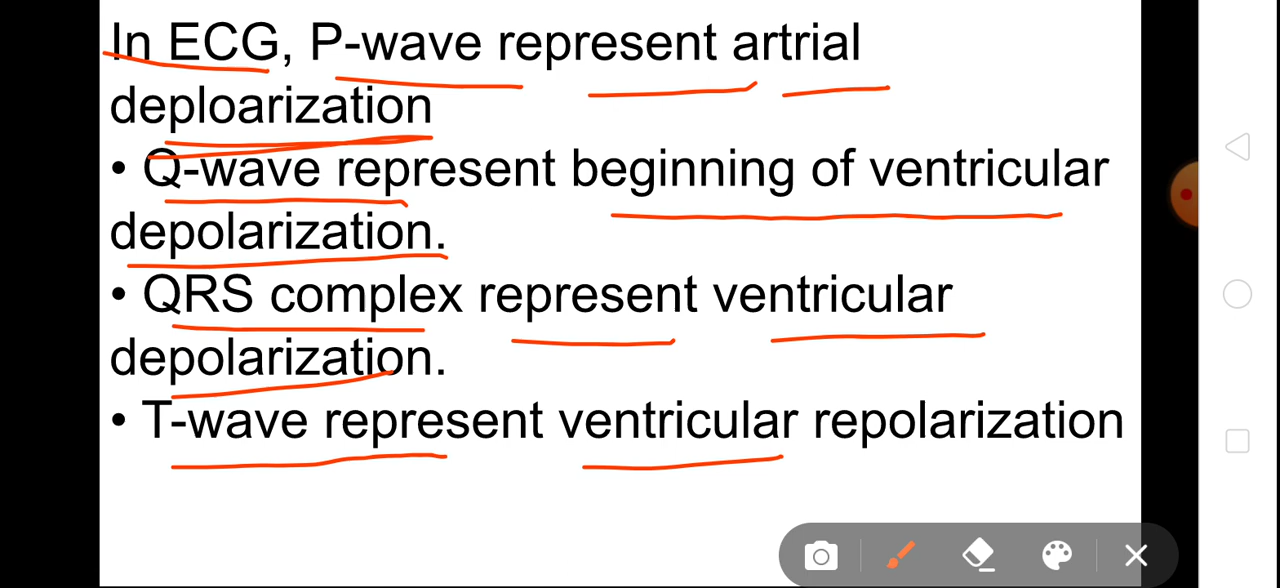 In ECG, P-wave represent artrial
deploarization
• Q-wave represent beginning of ventricular
depolarization.
• QRS complex represent ventricular
depolarization.
• T-wave represent ventricular repolarization